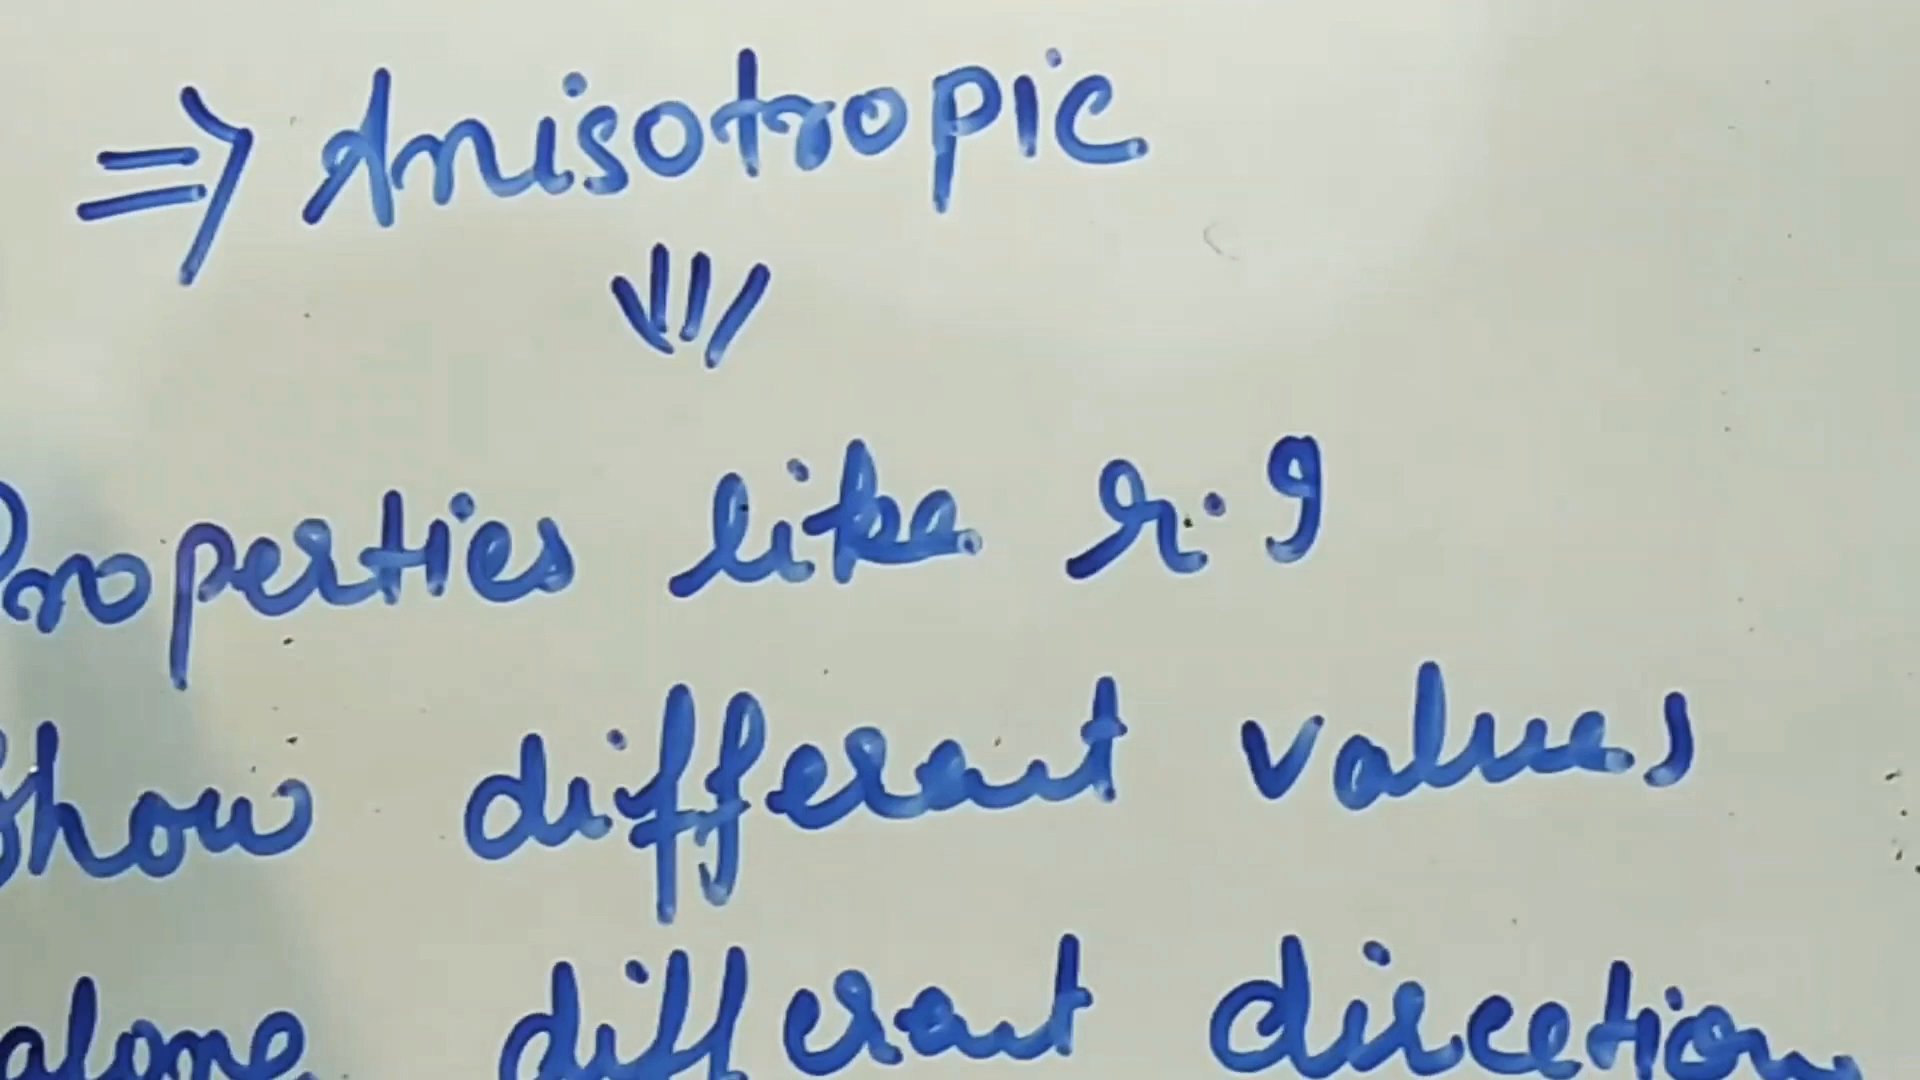 ⇒ Anisotropic
Properties like r.I
show different values
along different direction